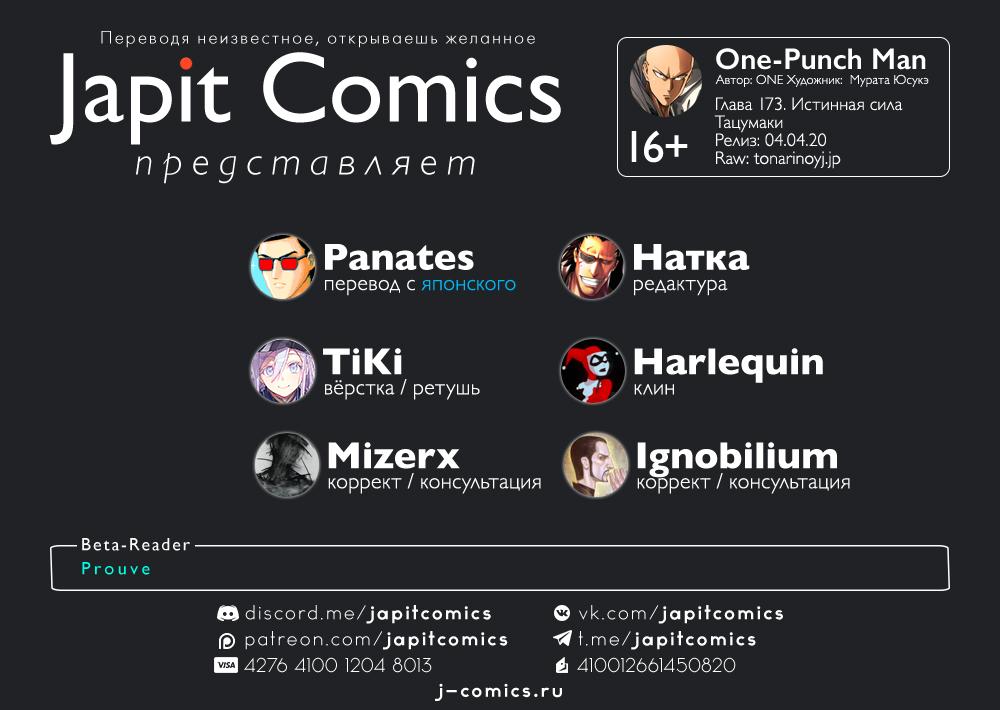 Переводя неизвестное, открываешь желанное
Japit Comics
представляет
One-Punch Man
Автор: ONE Художник: Мурата Юсукэ
Глава 173. Истинная сила
Тацумаки
Релиз: 04.04.20
Raw: tonarinoyj.jp
16+
Panates
перевод с японского
Натка
редактура
TiKi
вёрстка / ретушь
Harlequin
клин
Mizerx
коррект / консультация
Ignobilium
коррект / консультация
Beta-Reader
Prouve
discord.me/japitcomics
vk.com/japitcomics
patreon.com/japitcomics
t.me/japitcomics
VISA 4276 4100 1204 8013
410012661450820
j-comics.ru